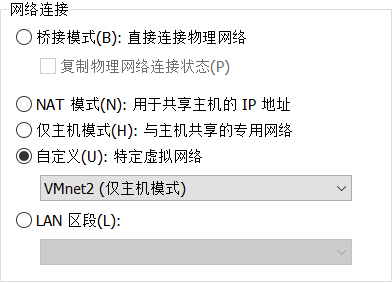 网络连接
桥接模式(B): 直接连接物理网络
复制物理网络连接状态(P)
NAT 模式(N): 用于共享主机的 IP 地址
仅主机模式(H): 与主机共享的专用网络
自定义(U): 特定虚拟网络
VMnet2 (仅主机模式)
LAN 区段(L):